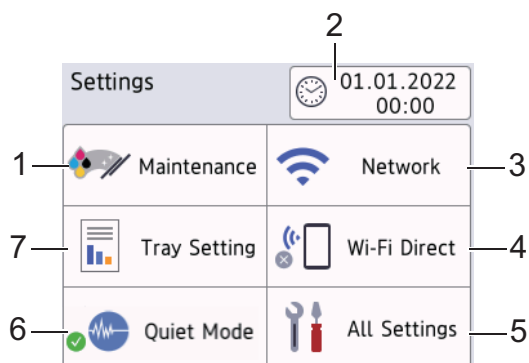 2
Settings
01.01.2022
00:00
1
Maintenance
Network
3
7
Tray Setting
Wi-Fi Direct
4
6
Quiet Mode
All Settings
5